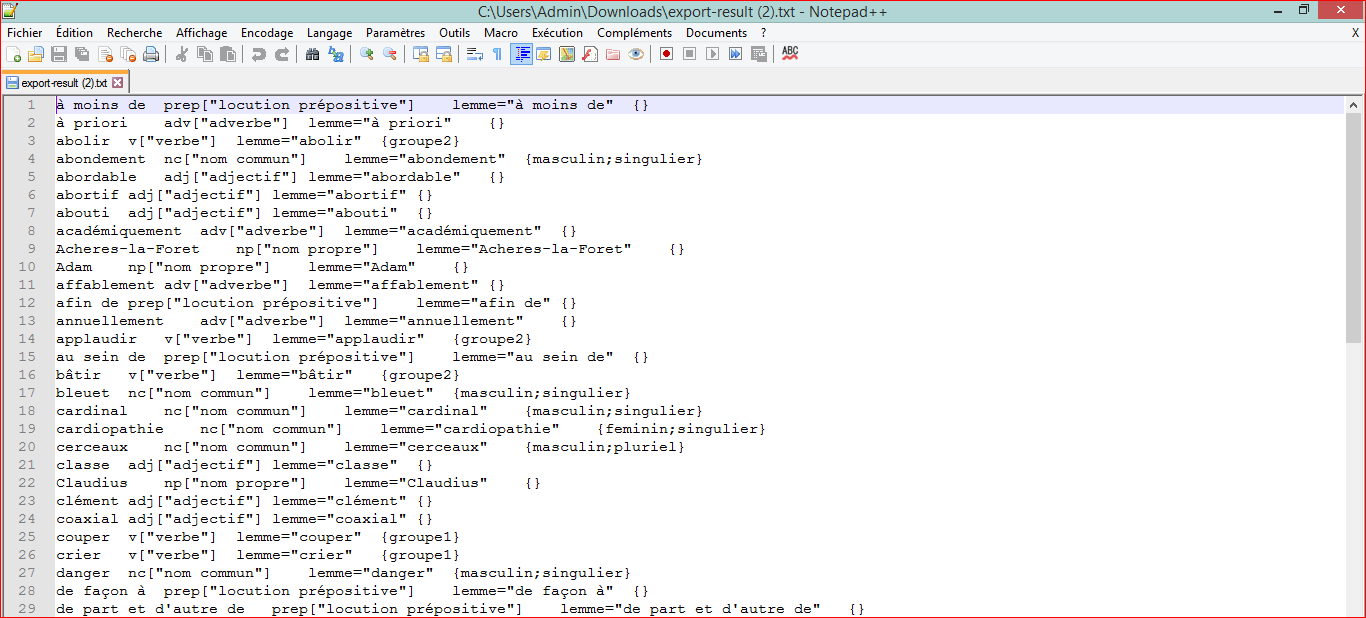 C:\Users\Admin\Downloads\export-result (2).txt - Notepad++
Fichier Édition Recherche Affichage Encodage Langage Paramètres Outils Macro Exécution Compléments Documents ? X
ABC
export-result (2).txt
1 à moins de prep["locution prépositive"] lemme="à moins de" {}
2 à priori adv["adverbe"] lemme="à priori" {}
3 abolir v["verbe"] lemme="abolir" {groupe2}
4 abondement nc["nom commun"] lemme="abondement" {masculin;singulier}
5 abordable adj["adjectif"] lemme="abordable" {}
6 abortif adj["adjectif"] lemme="abortif" {}
7 abouti adj["adjectif"] lemme="abouti" {}
8 académiquement adv["adverbe"] lemme="académiquement" {}
9 Acheres-la-Foret np["nom propre"] lemme="Acheres-la-Foret" {}
10 Adam np["nom propre"] lemme="Adam" {}
11 affablement adv["adverbe"] lemme="affablement" {}
12 afin de prep["locution prépositive"] lemme="afin de" {}
13 annuellement adv["adverbe"] lemme="annuellement" {}
14 applaudir v["verbe"] lemme="applaudir" {groupe2}
15 au sein de prep["locution prépositive"] lemme="au sein de" {}
16 bâtir v["verbe"] lemme="bâtir" {groupe2}
17 bleuet nc["nom commun"] lemme="bleuet" {masculin;singulier}
18 cardinal nc["nom commun"] lemme="cardinal" {masculin;singulier}
19 cardiopathie nc["nom commun"] lemme="cardiopathie" {feminin;singulier}
20 cerceaux nc["nom commun"] lemme="cerceaux" {masculin;pluriel}
21 classe adj["adjectif"] lemme="classe" {}
22 Claudius np["nom propre"] lemme="Claudius" {}
23 clément adj["adjectif"] lemme="clément" {}
24 coaxial adj["adjectif"] lemme="coaxial" {}
25 couper v["verbe"] lemme="couper" {groupe1}
26 crier v["verbe"] lemme="crier" {groupe1}
27 danger nc["nom commun"] lemme="danger" {masculin;singulier}
28 de façon à prep["locution prépositive"] lemme="de façon à" {}
29 de part et d'autre de prep["locution prépositive"] lemme="de part et d'autre de" {}